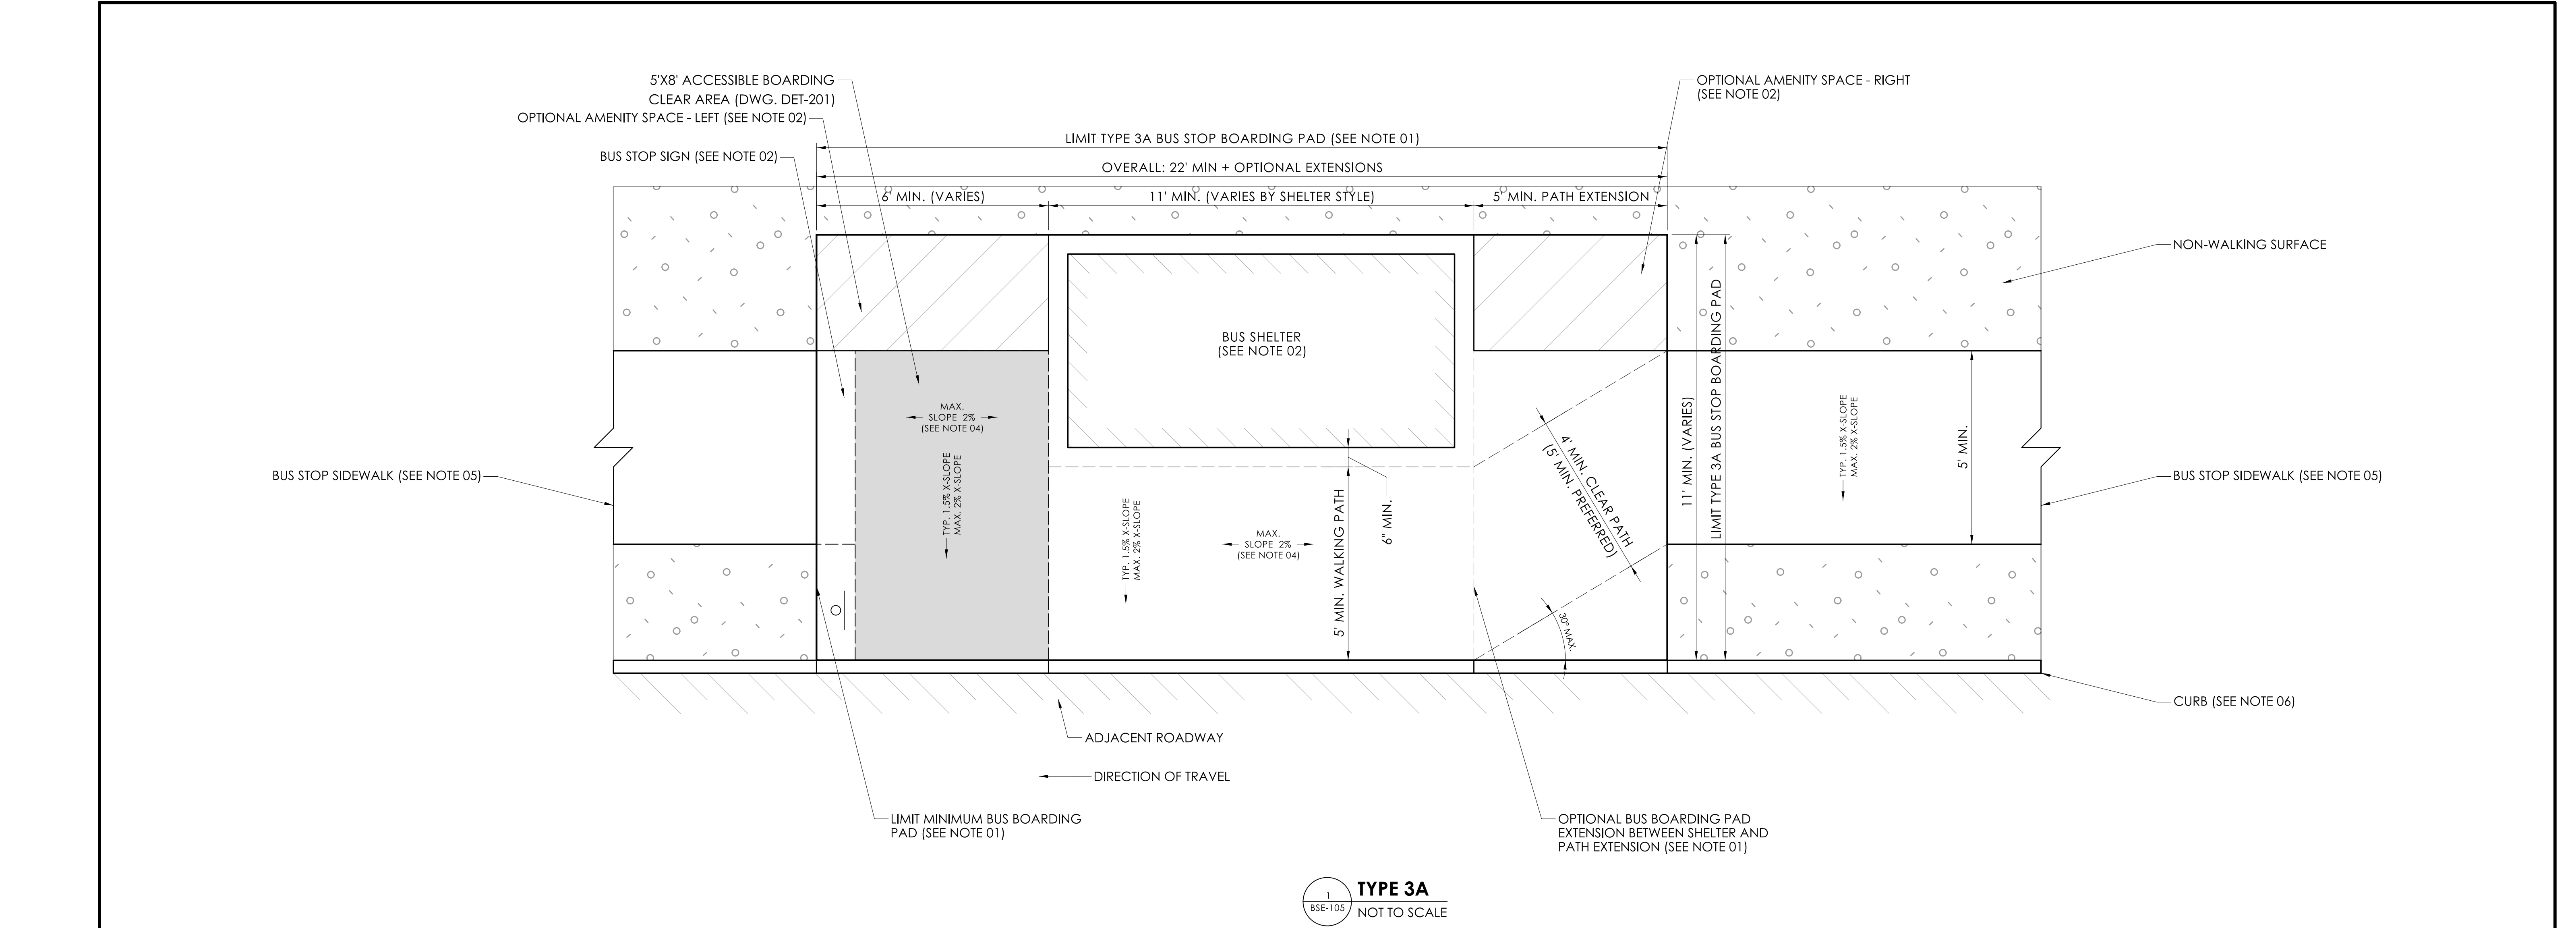 5'X8' ACCESSIBLE BOARDING
CLEAR AREA (DWG. DET-201)
OPTIONAL AMENITY SPACE - LEFT (SEE NOTE 02)
BUS STOP SIGN (SEE NOTE 02)
OPTIONAL AMENITY SPACE - RIGHT
(SEE NOTE 02)
LIMIT TYPE 3A BUS STOP BOARDING PAD (SEE NOTE 01)
OVERALL: 22' MIN + OPTIONAL EXTENSIONS
6' MIN. (VARIES)
11' MIN. (VARIES BY SHELTER STYLE)
5' MIN. PATH EXTENSION
NON-WALKING SURFACE
BUS SHELTER
(SEE NOTE 02)
MAX.
SLOPE 2%
(SEE NOTE 04)
TYP. 1.5% X-SLOPE
MAX. 2% X-SLOPE
BUS STOP SIDEWALK (SEE NOTE 05)
TYP. 1.5% X-SLOPE
MAX. 2% X-SLOPE
MAX.
SLOPE 2%
(SEE NOTE 04)
5' MIN. WALKING PATH
6" MIN.
4' MIN. CLEAR PATH
(5' MIN. PREFERRED)
30° MAX.
11' MIN. (VARIES)
LIMIT TYPE 3A BUS STOP BOARDING PAD
TYP. 1.5% X-SLOPE
MAX. 2% X-SLOPE
5' MIN.
BUS STOP SIDEWALK (SEE NOTE 05)
CURB (SEE NOTE 06)
ADJACENT ROADWAY
DIRECTION OF TRAVEL
LIMIT MINIMUM BUS BOARDING
PAD (SEE NOTE 01)
OPTIONAL BUS BOARDING PAD
EXTENSION BETWEEN SHELTER AND
PATH EXTENSION (SEE NOTE 01)
1
BSE-105
TYPE 3A
NOT TO SCALE